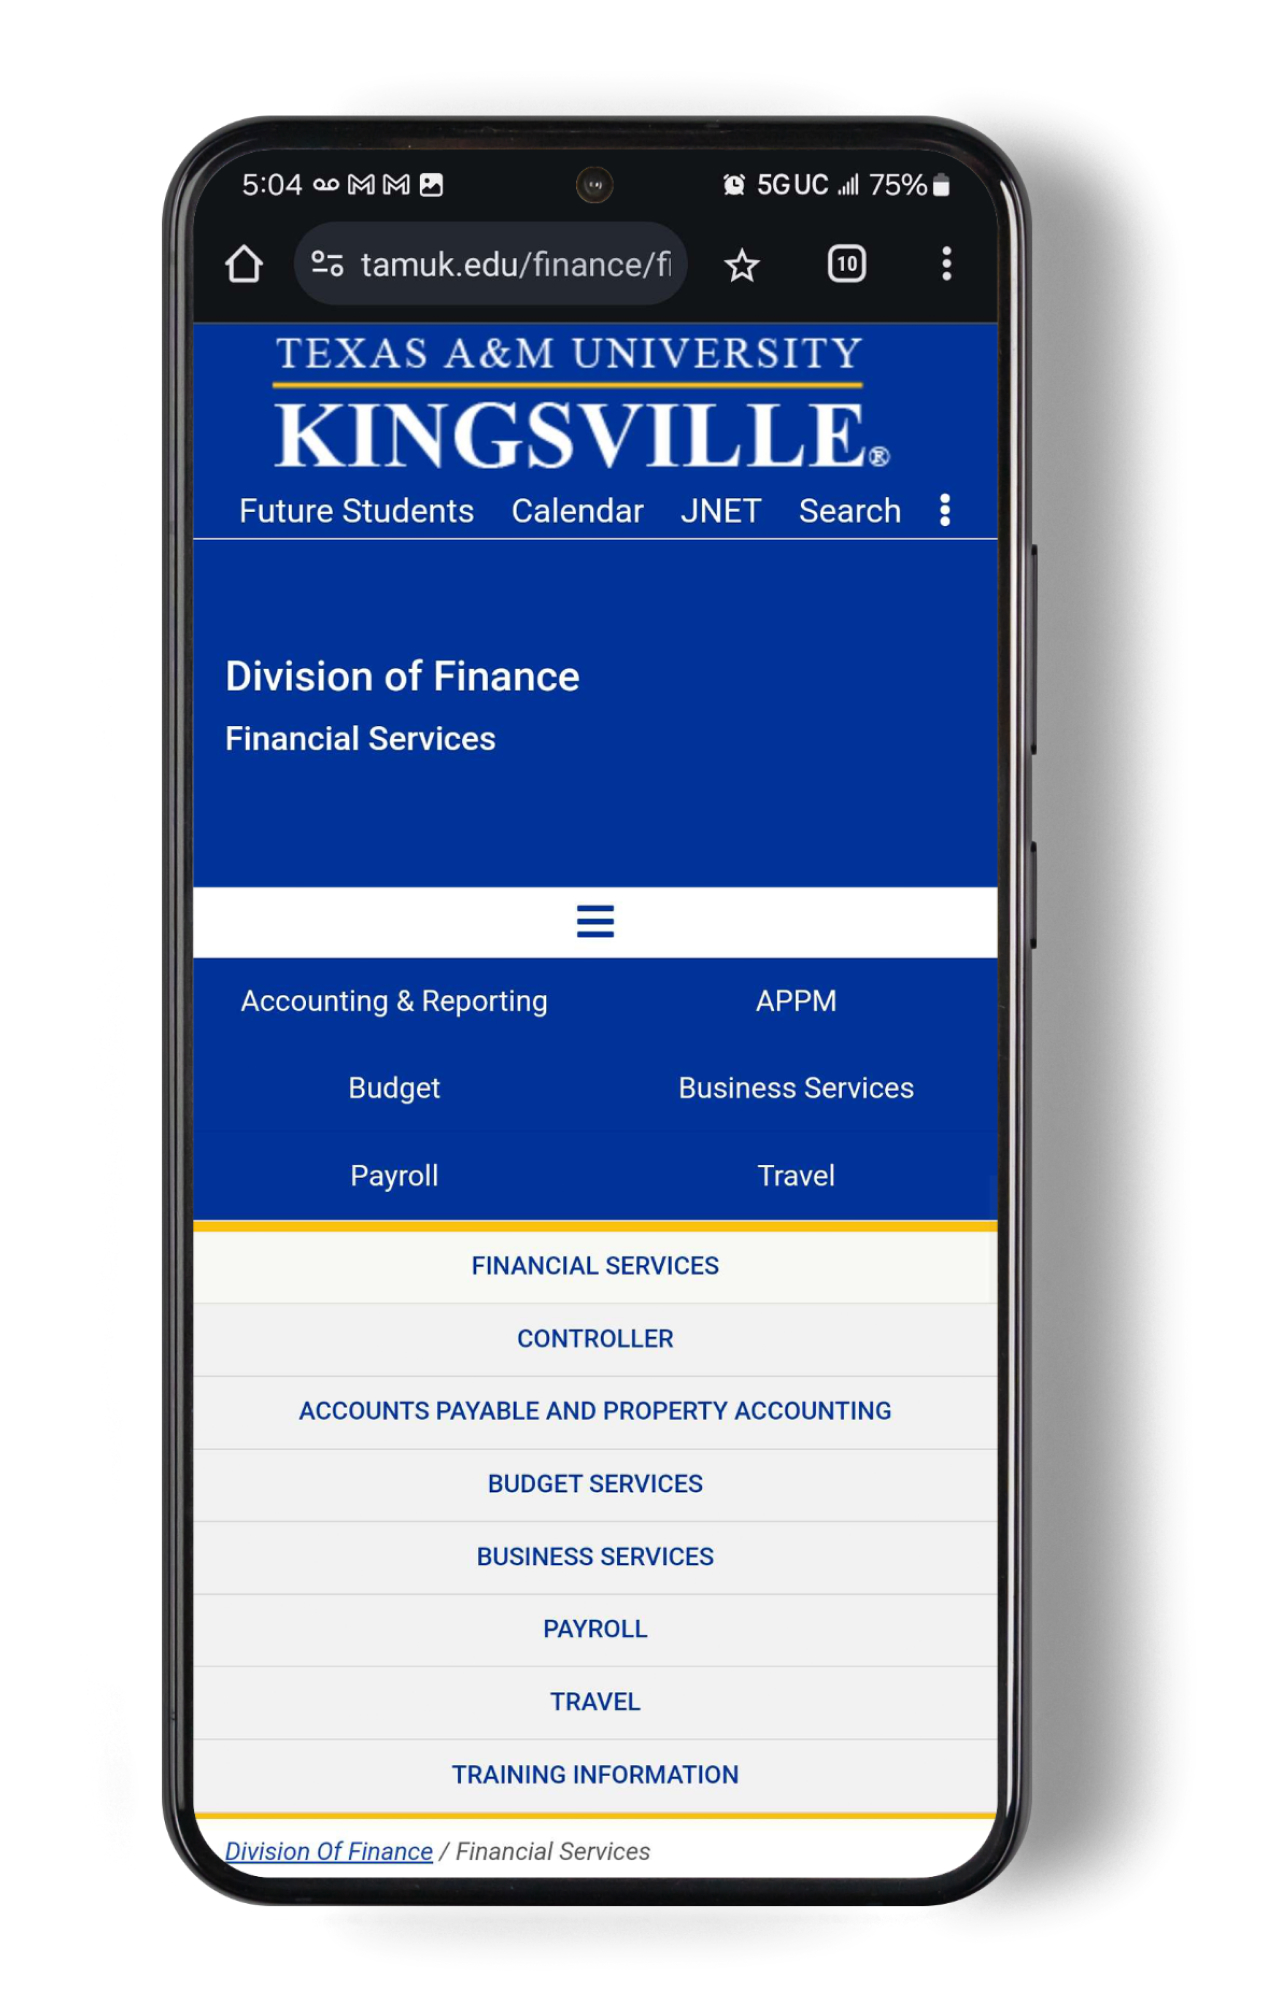 5:04 5GUC 75%
tamuk.edu/finance/fi 10
TEXAS A&M UNIVERSITY
KINGSVILLE®
Future Students Calendar JNET Search
Division of Finance
Financial Services
Accounting & Reporting APPM
Budget Business Services
Payroll Travel
FINANCIAL SERVICES
CONTROLLER
ACCOUNTS PAYABLE AND PROPERTY ACCOUNTING
BUDGET SERVICES
BUSINESS SERVICES
PAYROLL
TRAVEL
TRAINING INFORMATION
Division Of Finance / Financial Services